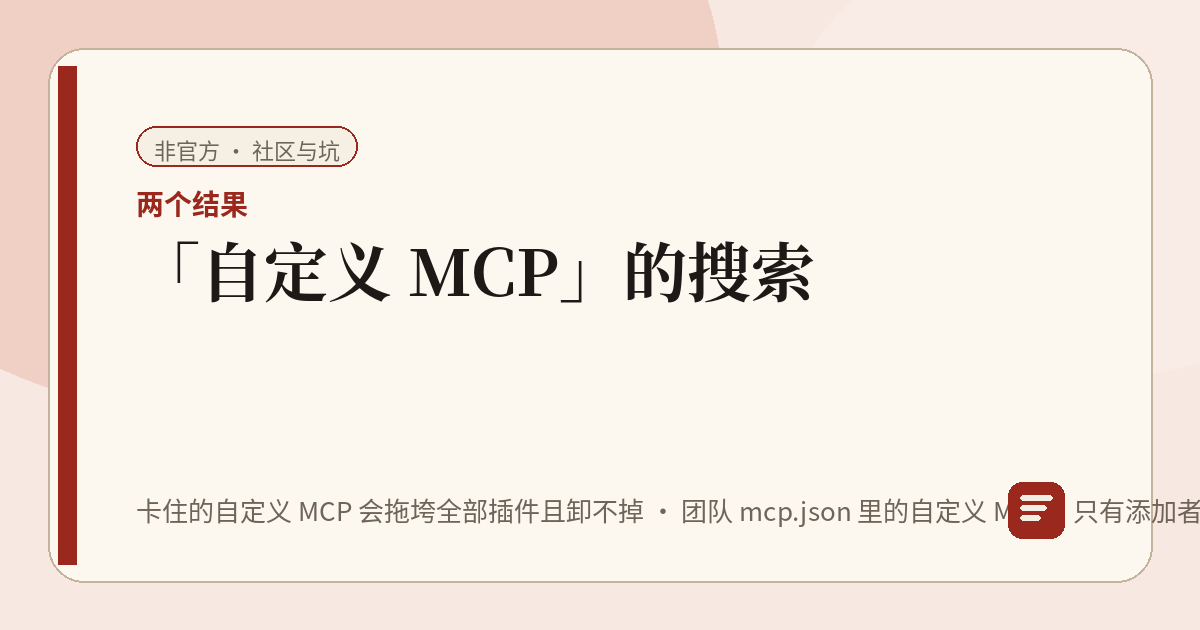 非官方 · 社区与坑
两个结果
「自定义 MCP」的搜索
卡住的自定义 MCP 会拖垮全部插件且卸不掉 · 团队 mcp.json 里的自定义 只有添加者